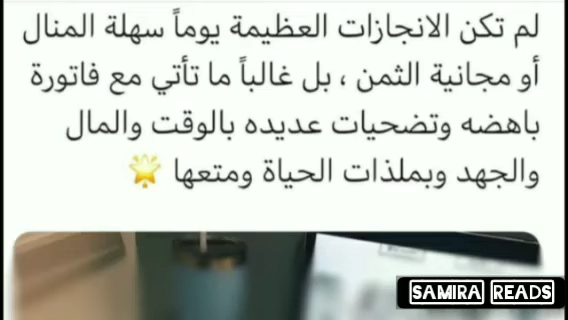 لم تكن الانجازات العظيمة يوماً سهلة المنال
أو مجانية الثمن ، بل غالباً ما تأتي مع فاتورة
باهضه وتضحيات عديده بالوقت والمال
والجهد وبملذات الحياة ومتعها 🌟
SAMIRA READS